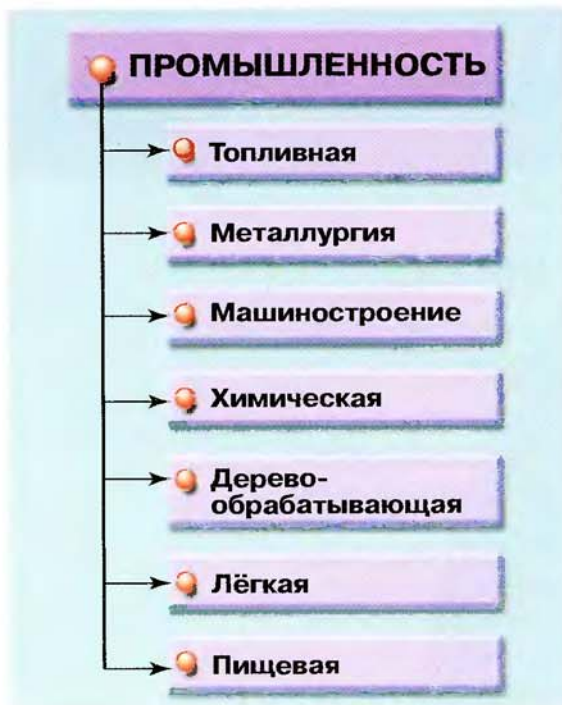 ПРОМЫШЛЕННОСТЬ
Топливная
Металлургия
Машиностроение
Химическая
Дерево-
обрабатывающая
Лёгкая
Пищевая